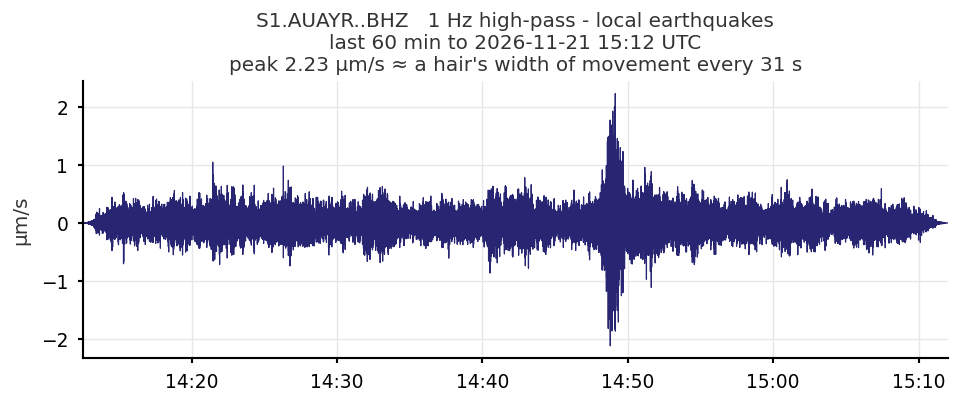 S1.AUAYR..BHZ   1 Hz high-pass - local earthquakes
last 60 min to 2026-11-21 15:12 UTC
peak 2.23 µm/s ≈ a hair's width of movement every 31 s
µm/s
2
1
0
−1
−2
14:20 14:30 14:40 14:50 15:00 15:10